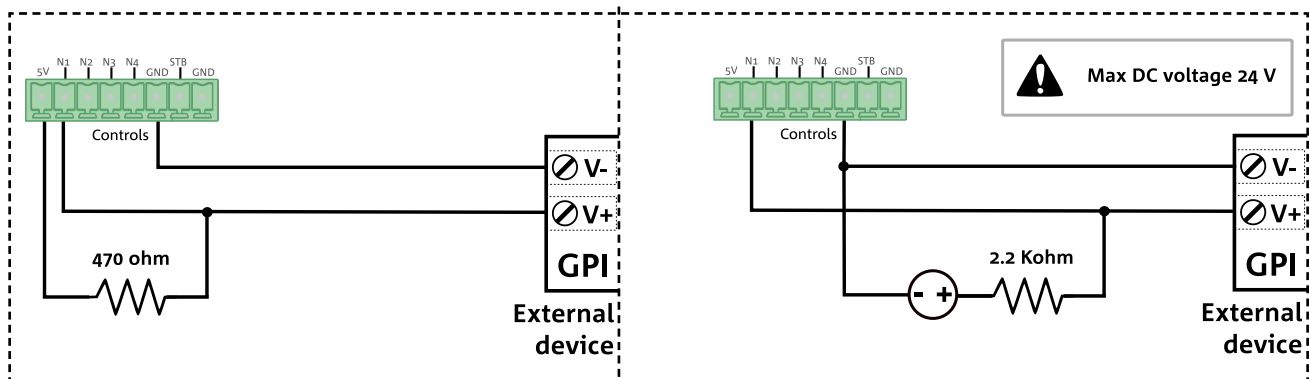 5V N1 N2 N3 N4 GND STB GND
Controls
V-
V+
470 ohm
GPI
External
device
Max DC voltage 24 V
5V N1 N2 N3 N4 GND STB GND
Controls
V-
V+
- +
2.2 Kohm
GPI
External
device